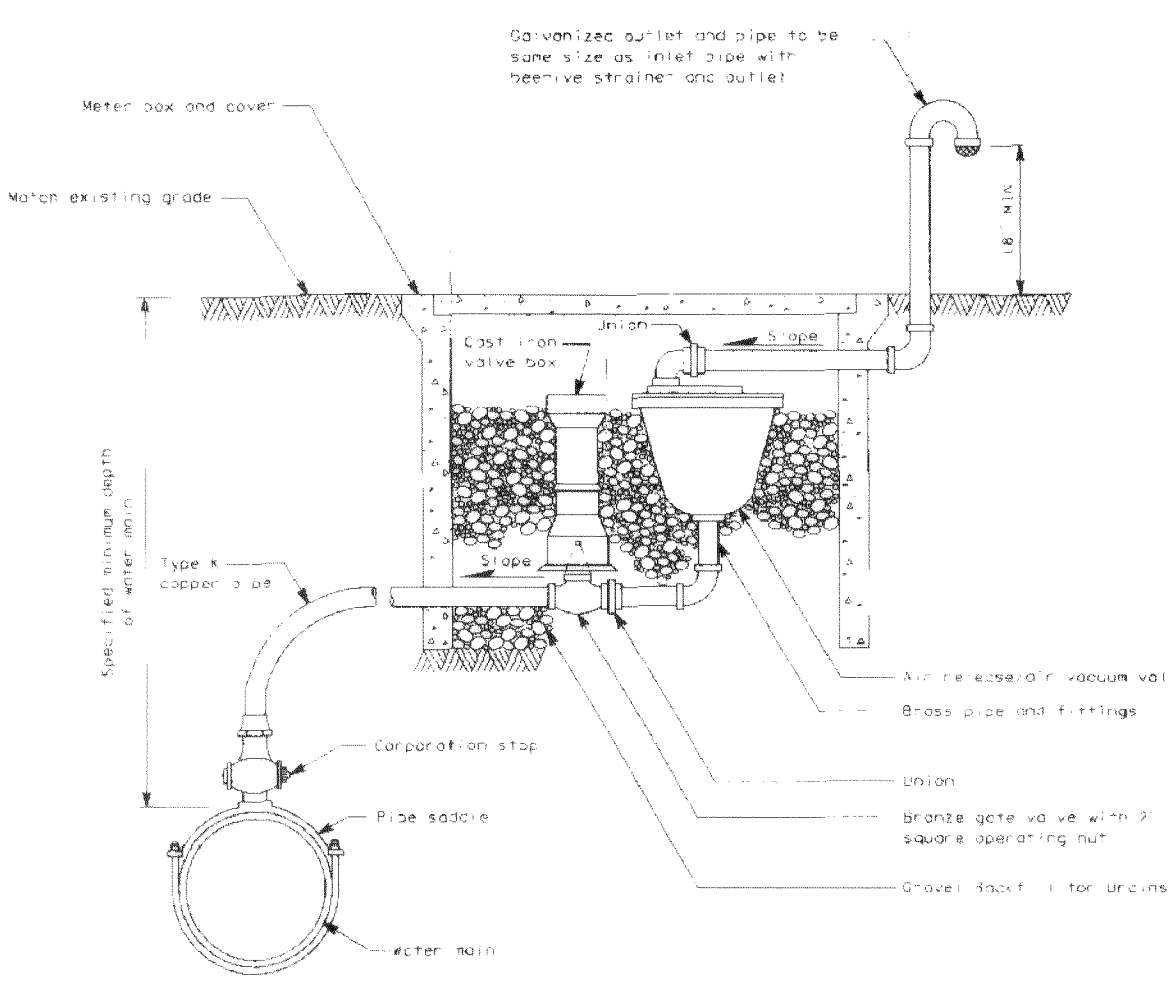 Galvanized outlet and pipe to be
same size as inlet pipe with
beehive strainer and outlet
Meter box and cover
Match existing grade
18" MIN
Union
Slope
Cast iron
valve box
Specified minimum depth
of water main
Type K
copper pipe
Slope
Air release/air vacuum val
Brass pipe and fittings
Corporation stop
Union
Pipe saddle
Bronze gate valve with 2"
square operating nut
Gravel Backfill for Drains
Water main